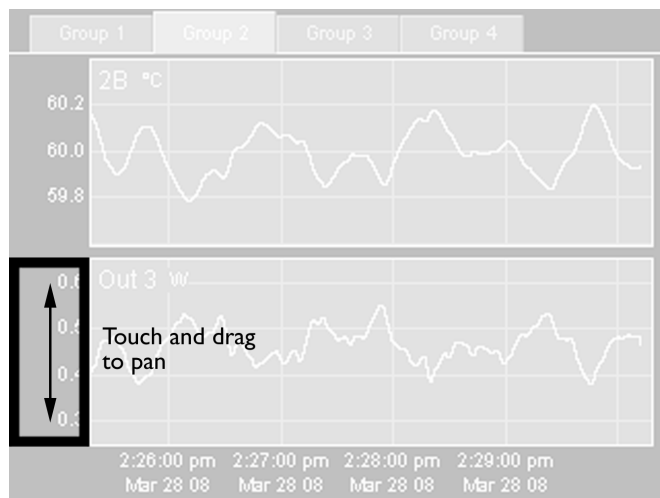 Group 1 Group 2 Group 3 Group 4
2B °C
60.2
60.0
59.8
Out 3 W
0.6
0.5
Touch and drag
to pan
0.4
0.3
2:26:00 pm 2:27:00 pm 2:28:00 pm 2:29:00 pm
Mar 28 08 Mar 28 08 Mar 28 08 Mar 28 08